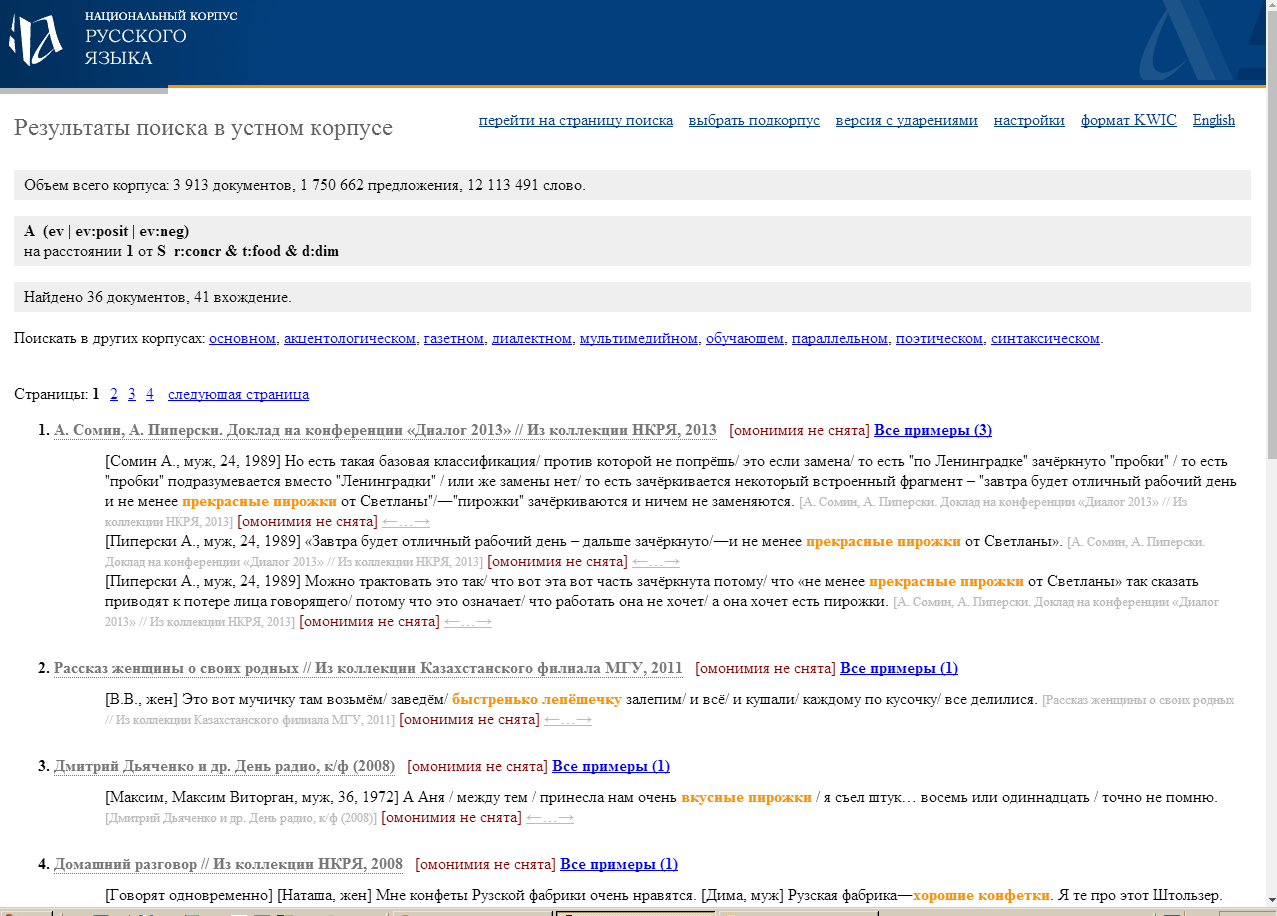 НАЦИОНАЛЬНЫЙ КОРПУС
РУССКОГО
ЯЗЫКА
Результаты поиска в устном корпусе
перейти на страницу поиска выбрать подкорпус версия с ударениями настройки формат KWIC English
Объем всего корпуса: 3 913 документов, 1 750 662 предложения, 12 113 491 слово.
A (ev | ev:posit | ev:neg)
на расстоянии 1 от S r:concr & t:food & d:dim
Найдено 36 документов, 41 вхождение.
Поискать в других корпусах: основном, акцентологическом, газетном, диалектном, мультимедийном, обучающем, параллельном, поэтическом, синтаксическом.
Страницы: 1 2 3 4 следующая страница
1. А. Сомин, А. Пиперски. Доклад на конференции «Диалог 2013» // Из коллекции НКРЯ, 2013 [омонимия не снята] Все примеры (3)
[Сомин А., муж, 24, 1989] Но есть такая базовая классификация/ против которой не попрёшь/ это если замена/ то есть "по Ленинградке" зачёркнуто "пробки" / то есть
"пробки" подразумевается вместо "Ленинградки" / или же замены нет/ то есть зачёркивается некоторый встроенный фрагмент – "завтра будет отличный рабочий день
и не менее прекрасные пирожки от Светланы"/—"пирожки" зачёркиваются и ничем не заменяются. [А. Сомин, А. Пиперски. Доклад на конференции «Диалог 2013» // Из
коллекции НКРЯ, 2013] [омонимия не снята] ←…→
[Пиперски А., муж, 24, 1989] «Завтра будет отличный рабочий день – дальше зачёркнуто/—и не менее прекрасные пирожки от Светланы». [А. Сомин, А. Пиперски.
Доклад на конференции «Диалог 2013» // Из коллекции НКРЯ, 2013] [омонимия не снята] ←…→
[Пиперски А., муж, 24, 1989] Можно трактовать это так/ что вот эта вот часть зачёркнута потому/ что «не менее прекрасные пирожки от Светланы» так сказать
приводят к потере лица говорящего/ потому что это означает/ что работать она не хочет/ а она хочет есть пирожки. [А. Сомин, А. Пиперски. Доклад на конференции «Диалог
2013» // Из коллекции НКРЯ, 2013] [омонимия не снята] ←…→
2. Рассказ женщины о своих родных // Из коллекции Казахстанского филиала МГУ, 2011 [омонимия не снята] Все примеры (1)
[В.В., жен] Это вот мучичку там возьмём/ заведём/ быстренько лепёшечку залепим/ и всё/ и кушали/ каждому по кусочку/ все делилися. [Рассказ женщины о своих родных
// Из коллекции Казахстанского филиала МГУ, 2011] [омонимия не снята] ←…→
3. Дмитрий Дьяченко и др. День радио, к/ф (2008) [омонимия не снята] Все примеры (1)
[Максим, Максим Виторган, муж, 36, 1972] А Аня / между тем / принесла нам очень вкусные пирожки / я съел штук… восемь или одиннадцать / точно не помню.
[Дмитрий Дьяченко и др. День радио, к/ф (2008)] [омонимия не снята] ←…→
4. Домашний разговор // Из коллекции НКРЯ, 2008 [омонимия не снята] Все примеры (1)
[Говорят одновременно] [Наташа, жен] Мне конфеты Рузской фабрики очень нравятся. [Дима, муж] Рузская фабрика—хорошие конфетки. Я те про этот Штользер.